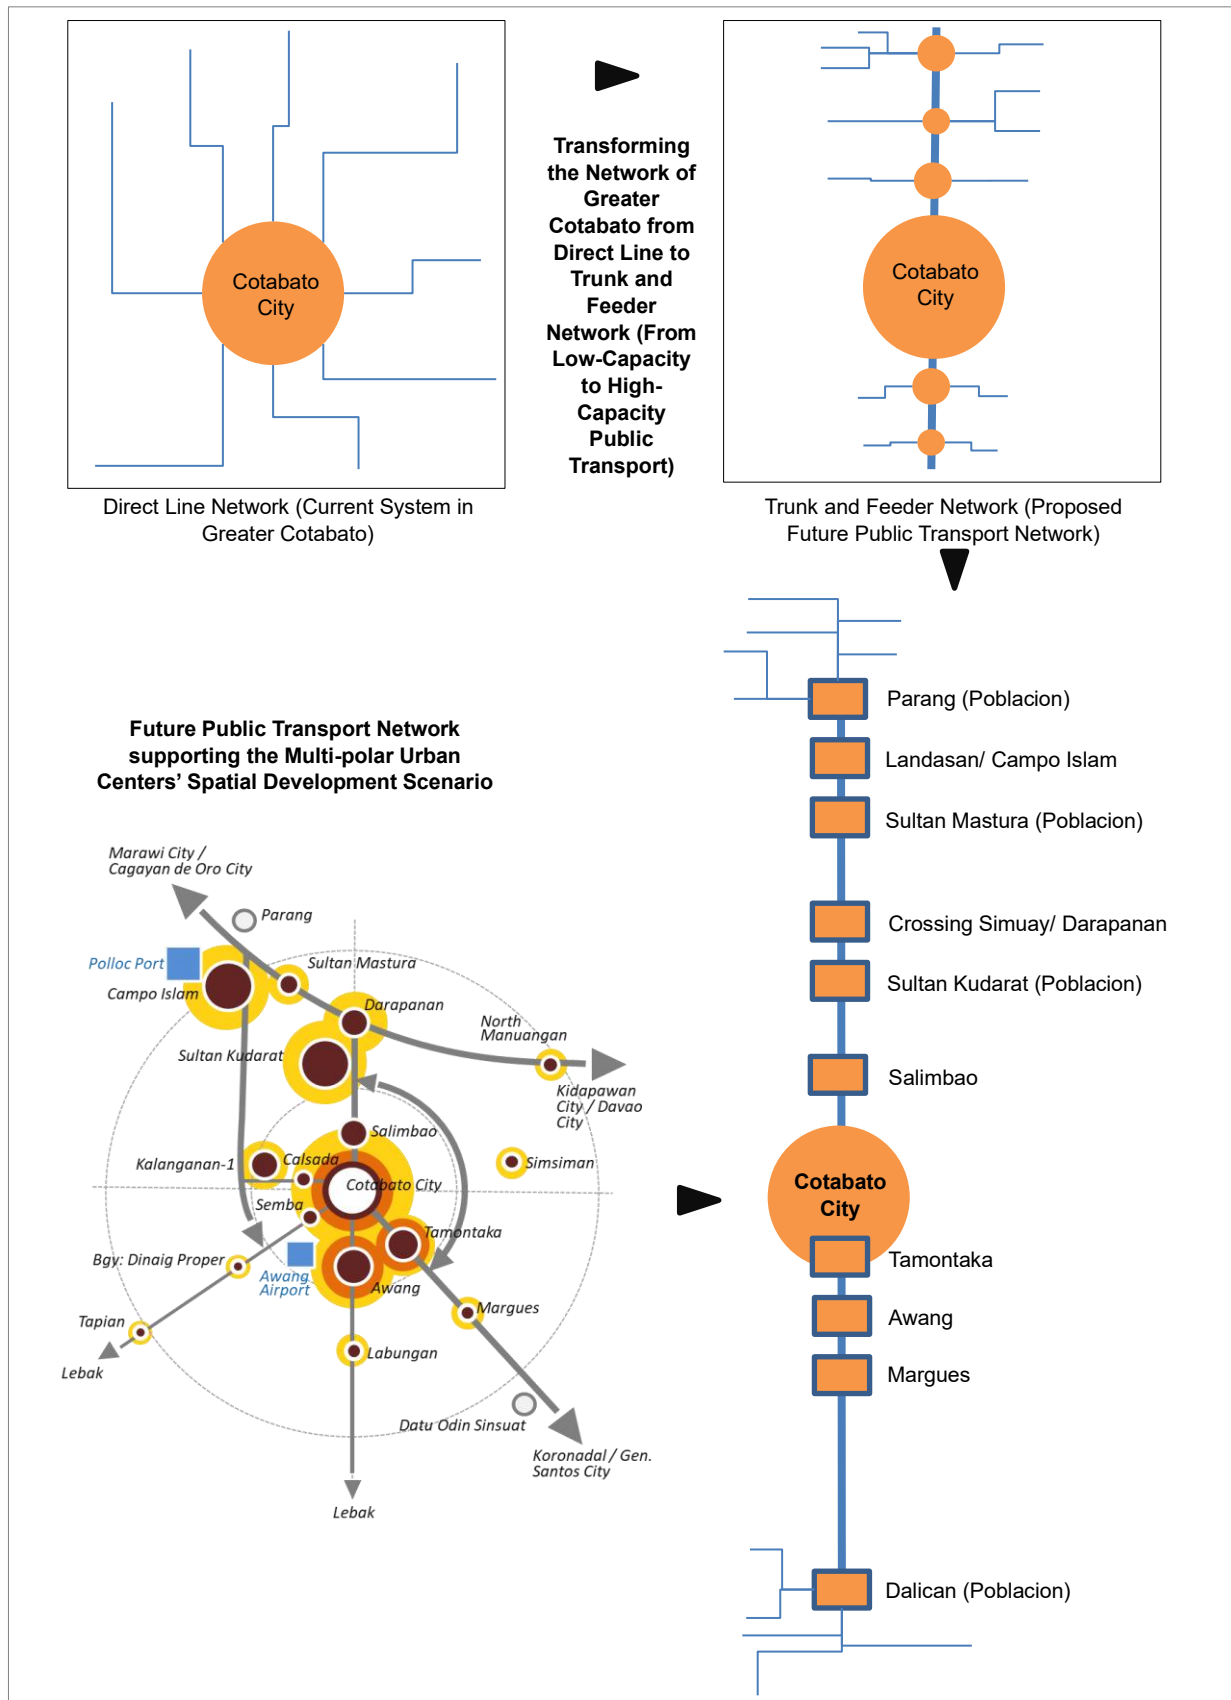 Cotabato
City
Direct Line Network (Current System in
Greater Cotabato)
Transforming
the Network of
Greater
Cotabato from
Direct Line to
Trunk and
Feeder
Network (From
Low-Capacity
to High-
Capacity
Public
Transport)
Cotabato
City
Trunk and Feeder Network (Proposed
Future Public Transport Network)
Future Public Transport Network
supporting the Multi-polar Urban
Centers' Spatial Development Scenario
Marawi City /
Cagayan de Oro City
Parang
Polloc Port
Campo Islam
Sultan Mastura
Darapanan
North
Manuangan
Sultan Kudarat
Kidapawan
City / Davao
City
Salimbao
Kalanganan-1
Calsada
Simsiman
Cotabato City
Semba
Tamontaka
Bgy: Dinaig Proper
Awang
Airport
Awang
Margues
Tapian
Labungan
Lebak
Datu Odin Sinsuat
Koronadal / Gen.
Santos City
Lebak
Parang (Poblacion)
Landasan/ Campo Islam
Sultan Mastura (Poblacion)
Crossing Simuay/ Darapanan
Sultan Kudarat (Poblacion)
Salimbao
Cotabato
City
Tamontaka
Awang
Margues
Dalican (Poblacion)